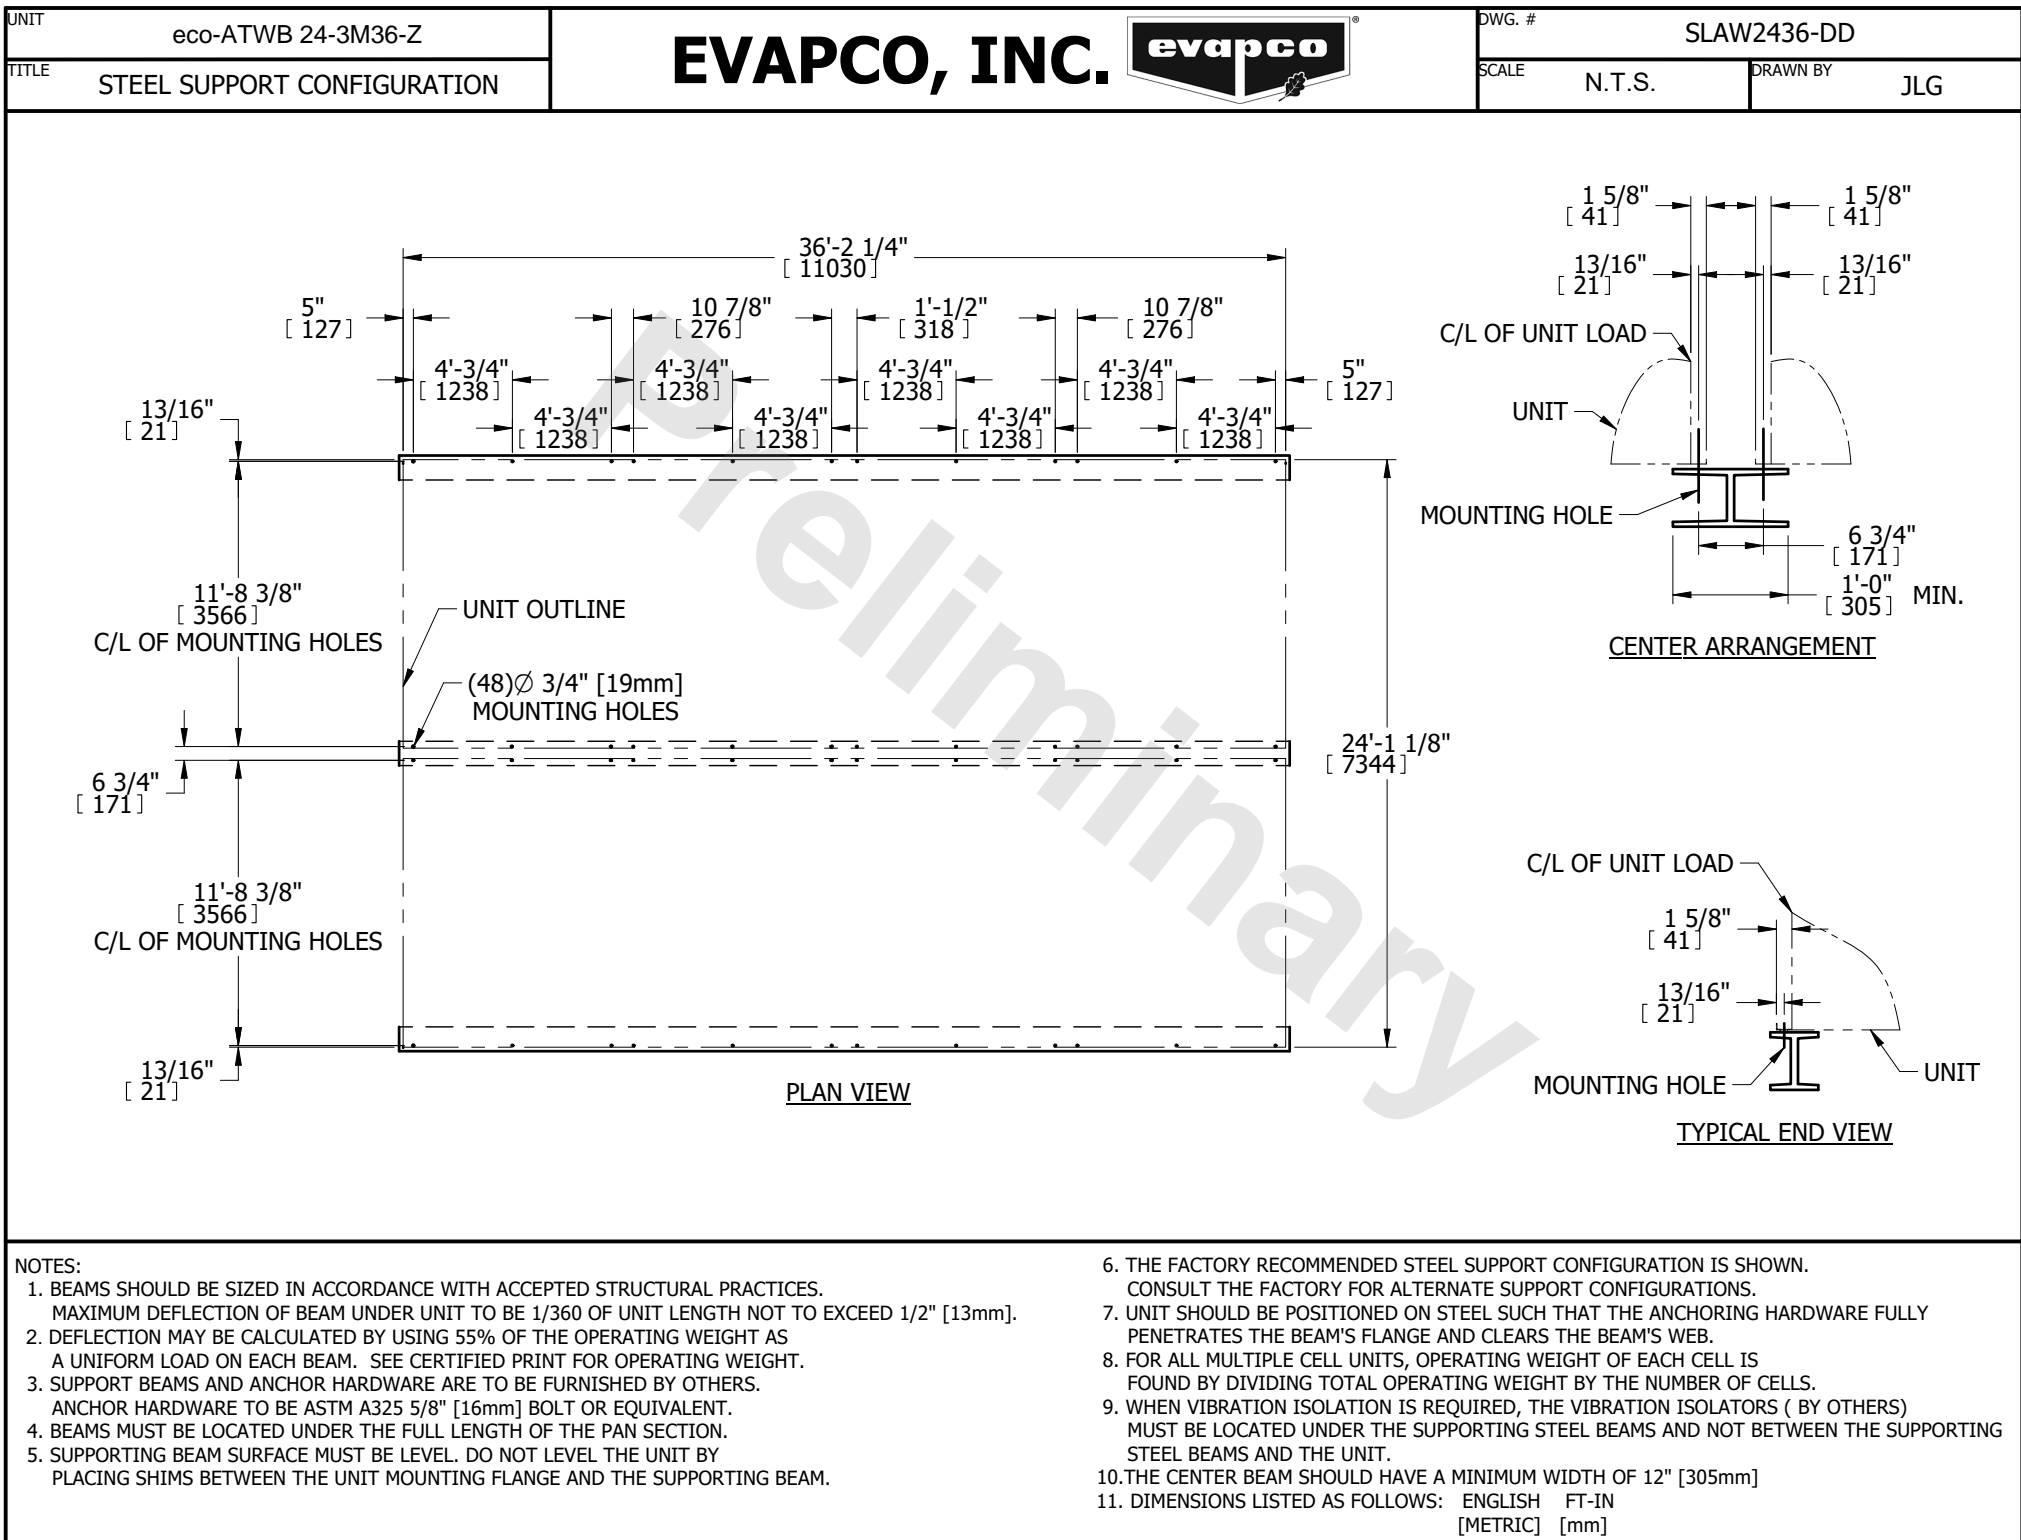 UNIT
eco-ATWB 24-3M36-Z
TITLE
STEEL SUPPORT CONFIGURATION
EVAPCO, INC.
evapco
®
DWG. #
SLAW2436-DD
SCALE
N.T.S.
DRAWN BY
JLG
36'-2 1/4"
[ 11030]
5"
[ 127]
10 7/8"
[ 276]
1'-1/2"
[ 318]
10 7/8"
[ 276]
4'-3/4"
[ 1238]
4'-3/4"
[ 1238]
4'-3/4"
[ 1238]
4'-3/4"
[ 1238]
5"
[ 127]
4'-3/4"
[ 1238]
4'-3/4"
[ 1238]
4'-3/4"
[ 1238]
4'-3/4"
[ 1238]
13/16"
[ 21]
11'-8 3/8"
[ 3566]
C/L OF MOUNTING HOLES
UNIT OUTLINE
(48)∅ 3/4" [19mm]
MOUNTING HOLES
6 3/4"
[ 171]
24'-1 1/8"
[ 7344]
11'-8 3/8"
[ 3566]
C/L OF MOUNTING HOLES
13/16"
[ 21]
PLAN VIEW
Preliminary
1 5/8"
[ 41]
1 5/8"
[ 41]
13/16"
[ 21]
13/16"
[ 21]
C/L OF UNIT LOAD
UNIT
MOUNTING HOLE
6 3/4"
[ 171]
1'-0"
[ 305]
MIN.
CENTER ARRANGEMENT
C/L OF UNIT LOAD
1 5/8"
[ 41]
13/16"
[ 21]
MOUNTING HOLE
UNIT
TYPICAL END VIEW
NOTES:
1. BEAMS SHOULD BE SIZED IN ACCORDANCE WITH ACCEPTED STRUCTURAL PRACTICES.
MAXIMUM DEFLECTION OF BEAM UNDER UNIT TO BE 1/360 OF UNIT LENGTH NOT TO EXCEED 1/2" [13mm].
2. DEFLECTION MAY BE CALCULATED BY USING 55% OF THE OPERATING WEIGHT AS
A UNIFORM LOAD ON EACH BEAM. SEE CERTIFIED PRINT FOR OPERATING WEIGHT.
3. SUPPORT BEAMS AND ANCHOR HARDWARE ARE TO BE FURNISHED BY OTHERS.
ANCHOR HARDWARE TO BE ASTM A325 5/8" [16mm] BOLT OR EQUIVALENT.
4. BEAMS MUST BE LOCATED UNDER THE FULL LENGTH OF THE PAN SECTION.
5. SUPPORTING BEAM SURFACE MUST BE LEVEL. DO NOT LEVEL THE UNIT BY
PLACING SHIMS BETWEEN THE UNIT MOUNTING FLANGE AND THE SUPPORTING BEAM.
6. THE FACTORY RECOMMENDED STEEL SUPPORT CONFIGURATION IS SHOWN.
CONSULT THE FACTORY FOR ALTERNATE SUPPORT CONFIGURATIONS.
7. UNIT SHOULD BE POSITIONED ON STEEL SUCH THAT THE ANCHORING HARDWARE FULLY
PENETRATES THE BEAM'S FLANGE AND CLEARS THE BEAM'S WEB.
8. FOR ALL MULTIPLE CELL UNITS, OPERATING WEIGHT OF EACH CELL IS
FOUND BY DIVIDING TOTAL OPERATING WEIGHT BY THE NUMBER OF CELLS.
9. WHEN VIBRATION ISOLATION IS REQUIRED, THE VIBRATION ISOLATORS ( BY OTHERS)
MUST BE LOCATED UNDER THE SUPPORTING STEEL BEAMS AND NOT BETWEEN THE SUPPORTING
STEEL BEAMS AND THE UNIT.
10.THE CENTER BEAM SHOULD HAVE A MINIMUM WIDTH OF 12" [305mm]
11. DIMENSIONS LISTED AS FOLLOWS: ENGLISH FT-IN
[METRIC] [mm]